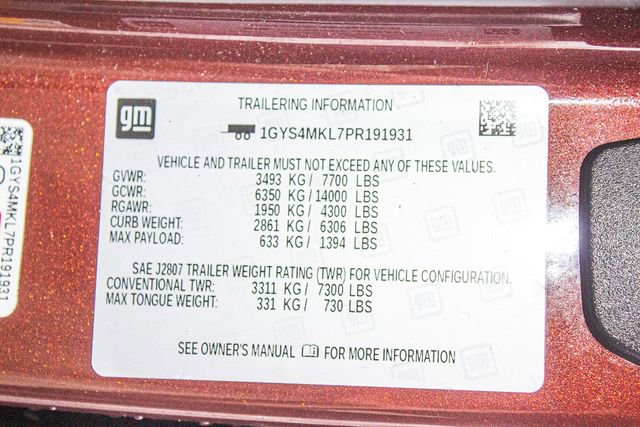 gm
TRAILERING INFORMATION
1GYS4MKL7PR191931
VEHICLE AND TRAILER MUST NOT EXCEED ANY OF THESE VALUES.
GVWR: 3493 KG/ 7700 LBS
GCWR: 6350 KG/14000 LBS
RGAWR: 1950 KG/ 4300 LBS
CURB WEIGHT: 2861 KG/ 6306 LBS
MAX PAYLOAD: 633 KG/ 1394 LBS
SAE J2807 TRAILER WEIGHT RATING (TWR) FOR VEHICLE CONFIGURATION.
CONVENTIONAL TWR: 3311 KG/ 7300 LBS
MAX TONGUE WEIGHT: 331 KG/ 730 LBS
SEE OWNER'S MANUAL FOR MORE INFORMATION
1GYS4MKL7PR191931